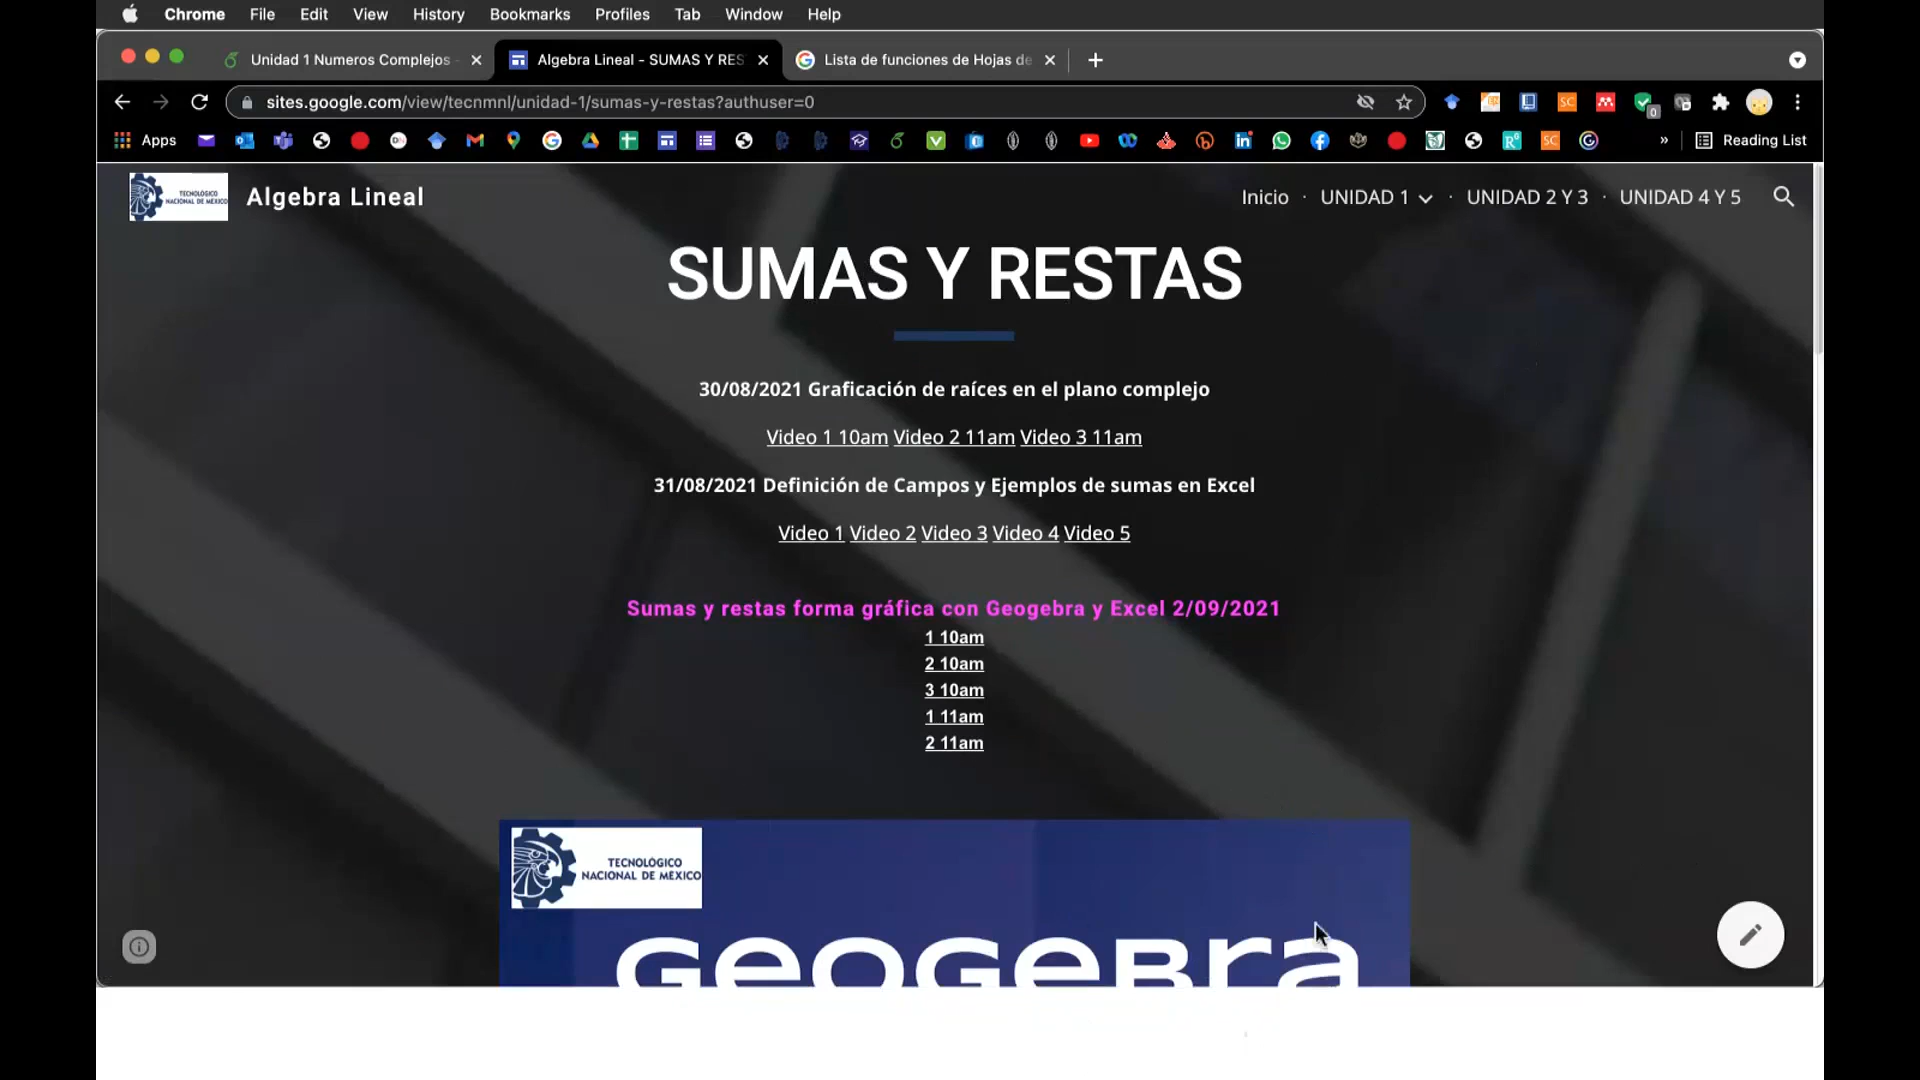 Chrome File Edit View History Bookmarks Profiles Tab Window Help
Unidad 1 Numeros Complejos Algebra Lineal - SUMAS Y RES Lista de funciones de Hojas de
sites.google.com/view/tecnmnl/unidad-1/sumas-y-restas?authuser=0
Apps » Reading List
TECNOLÓGICO
NACIONAL DE MÉXICO
Algebra Lineal
Inicio · UNIDAD 1 · UNIDAD 2 Y 3 · UNIDAD 4 Y 5
SUMAS Y RESTAS
30/08/2021 Graficación de raíces en el plano complejo
Video 1 10am Video 2 11am Video 3 11am
31/08/2021 Definición de Campos y Ejemplos de sumas en Excel
Video 1 Video 2 Video 3 Video 4 Video 5
Sumas y restas forma gráfica con Geogebra y Excel 2/09/2021
1 10am
2 10am
3 10am
1 11am
2 11am
TECNOLÓGICO
NACIONAL DE MÉXICO
GeoGebra